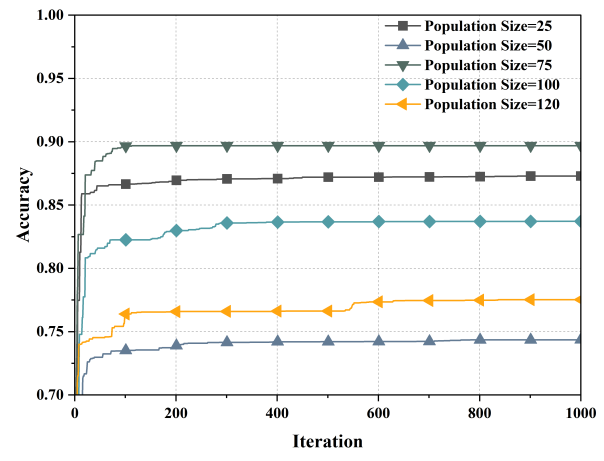 1.00
0.95
0.90
0.85
0.80
0.75
0.70
Accuracy
Population Size=25
Population Size=50
Population Size=75
Population Size=100
Population Size=120
0
200
400
600
800
1000
Iteration